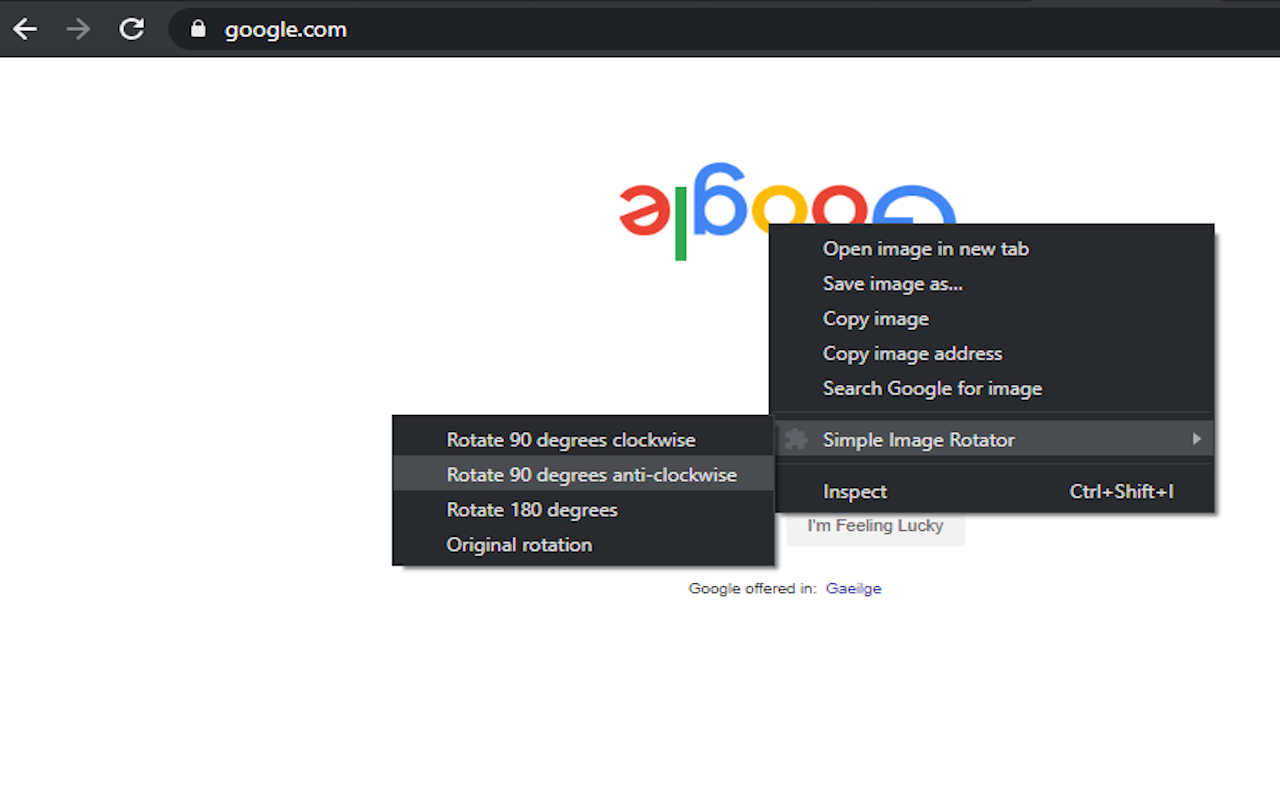 google.com
Google
Open image in new tab
Save image as...
Copy image
Copy image address
Search Google for image
Simple Image Rotator
Rotate 90 degrees clockwise
Rotate 90 degrees anti-clockwise
Rotate 180 degrees
Original rotation
Inspect Ctrl+Shift+I
I'm Feeling Lucky
Google offered in: Gaeilge